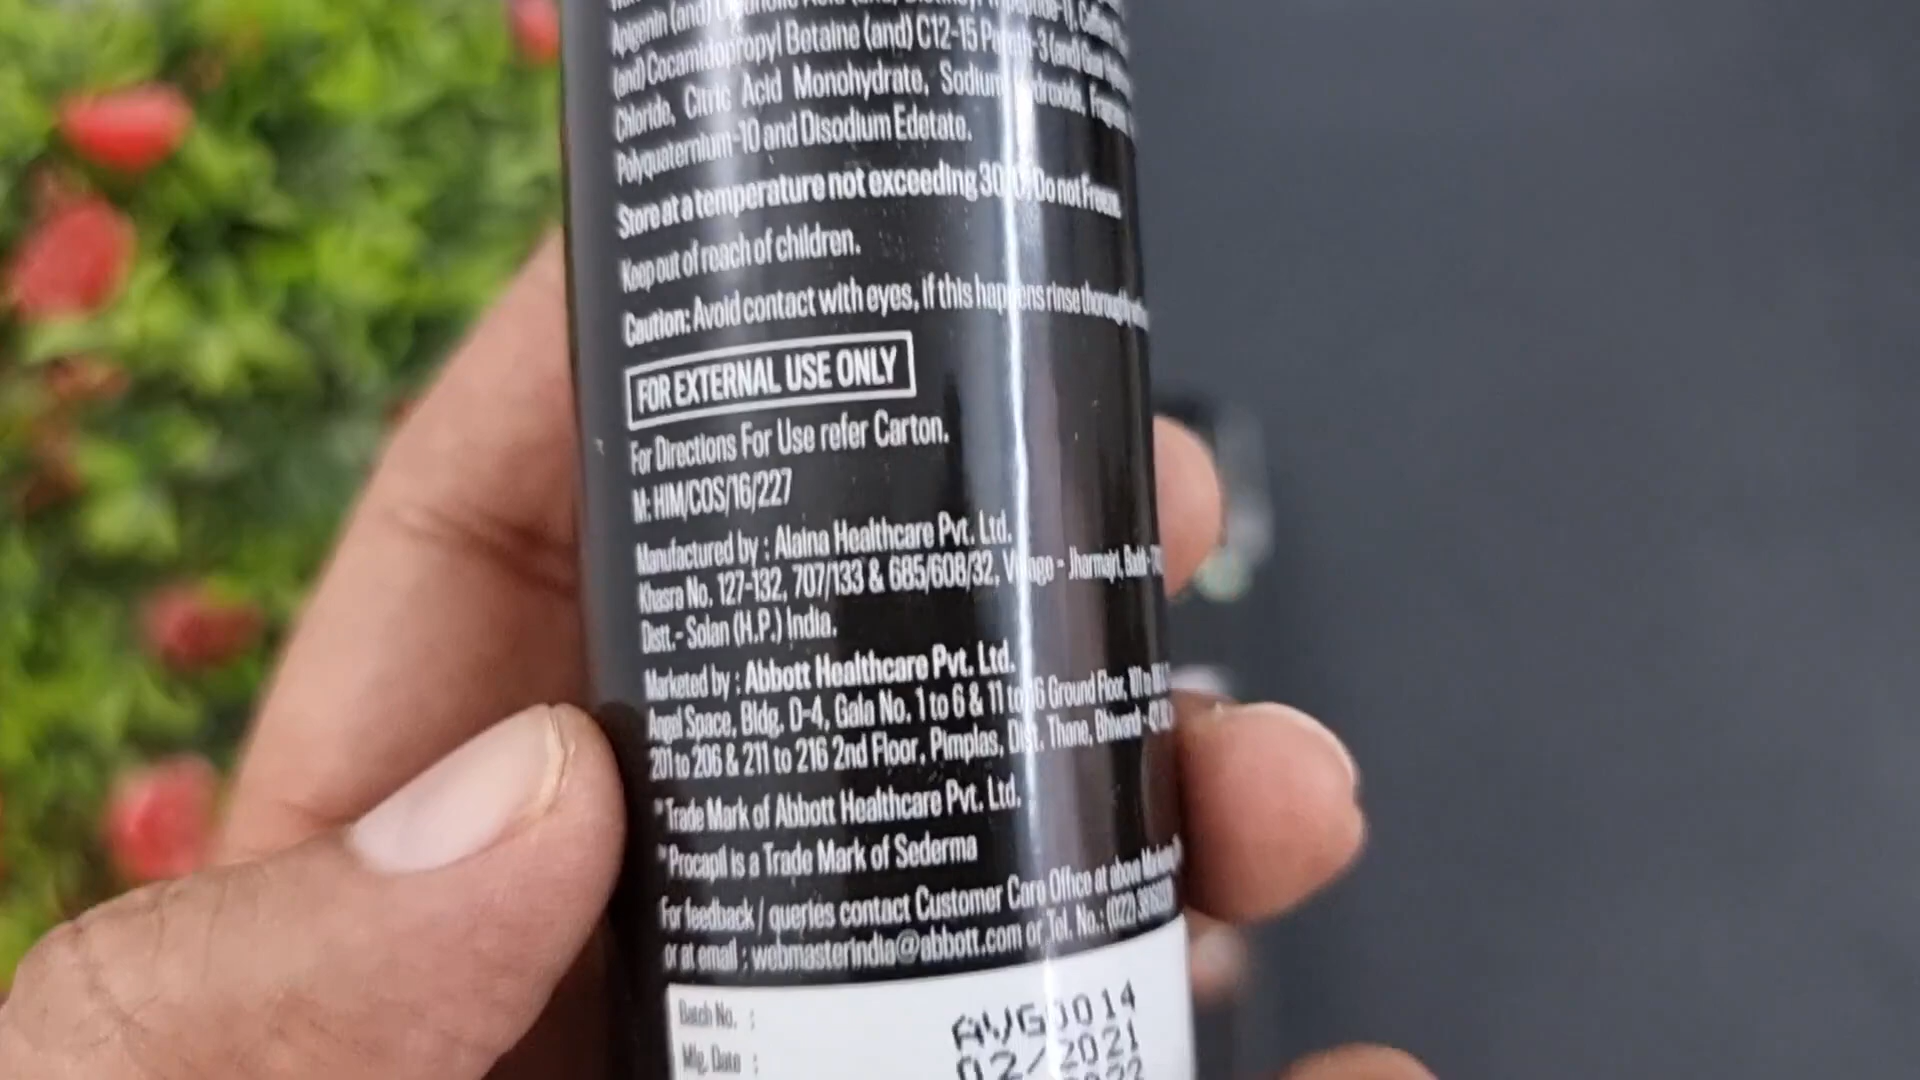 Apigenin (and) Acid
(and) Cocamidopropyl Betaine (and) C12-15 -3 (and) Guar
Chloride, Citric Acid Monohydrate, Sodium
Polyquaternium-10 and Disodium Edetate.
Store at a temperature not exceeding 30 Do not Freeze.
Keep out of reach of children.
Caution: Avoid contact with eyes, if this happens rinse thoroughly
FOR EXTERNAL USE ONLY
For Directions For Use refer Carton.
M: HIM/COS/16/227
Manufactured by : Alaina Healthcare Pvt. Ltd.
Khasra No. 127-132, 707/133 & 685/608/32, Village - Jharmajri,
Distt.- Solan (H.P.) India.
Marketed by : Abbott Healthcare Pvt. Ltd.
Angel Space, Bldg. D-4, Gala No. 1 to 6 & 11 to 16 Ground Floor,
201 to 206 & 211 to 216 2nd Floor, Pimplas, Dist. Thane, Bhiwandi
*Trade Mark of Abbott Healthcare Pvt. Ltd.
"Procapil is a Trade Mark of Sederma
For feedback / queries contact Customer Care Office at above
or at email : webmasterindia@abbott.com or Tel. No.: (022)
Batch No. : AVG0014
Mfg. Date : 02/2021